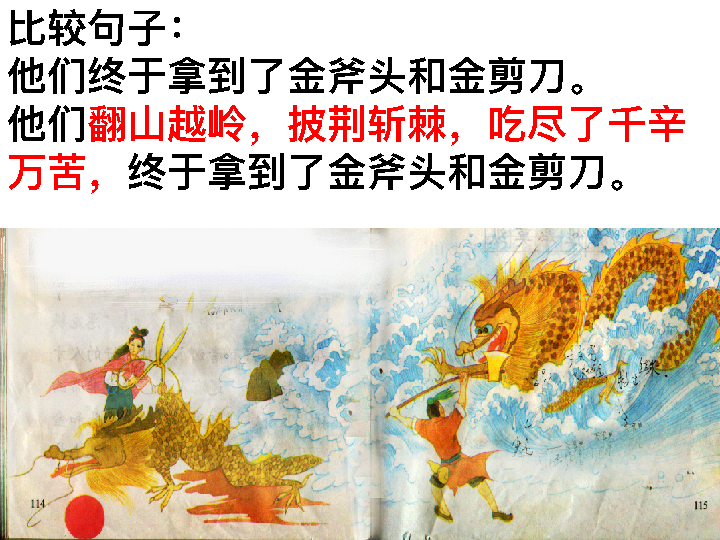 比较句子：
他们终于拿到了金斧头和金剪刀。
他们翻山越岭，披荆斩棘，吃尽了千辛
万苦，终于拿到了金斧头和金剪刀。
114
115